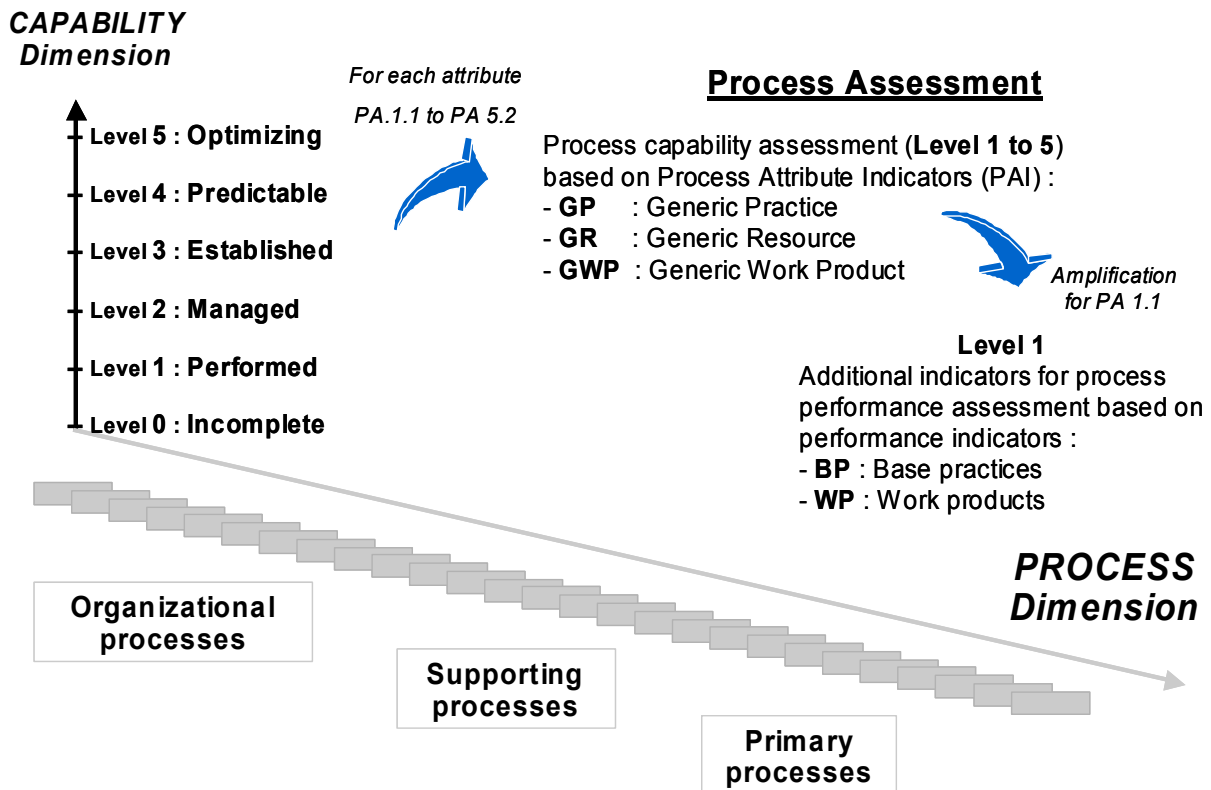 CAPABILITY
Dimension
For each attribute
PA.1.1 to PA 5.2
Process Assessment
Level 5 : Optimizing
Level 4 : Predictable
Level 3 : Established
Level 2 : Managed
Level 1 : Performed
Level 0 : Incomplete
Process capability assessment (Level 1 to 5)
based on Process Attribute Indicators (PAI) :
- GP : Generic Practice
- GR : Generic Resource
- GWP : Generic Work Product
Amplification
for PA 1.1
Level 1
Additional indicators for process
performance assessment based on
performance indicators :
- BP : Base practices
- WP : Work products
PROCESS
Dimension
Organizational
processes
Supporting
processes
Primary
processes